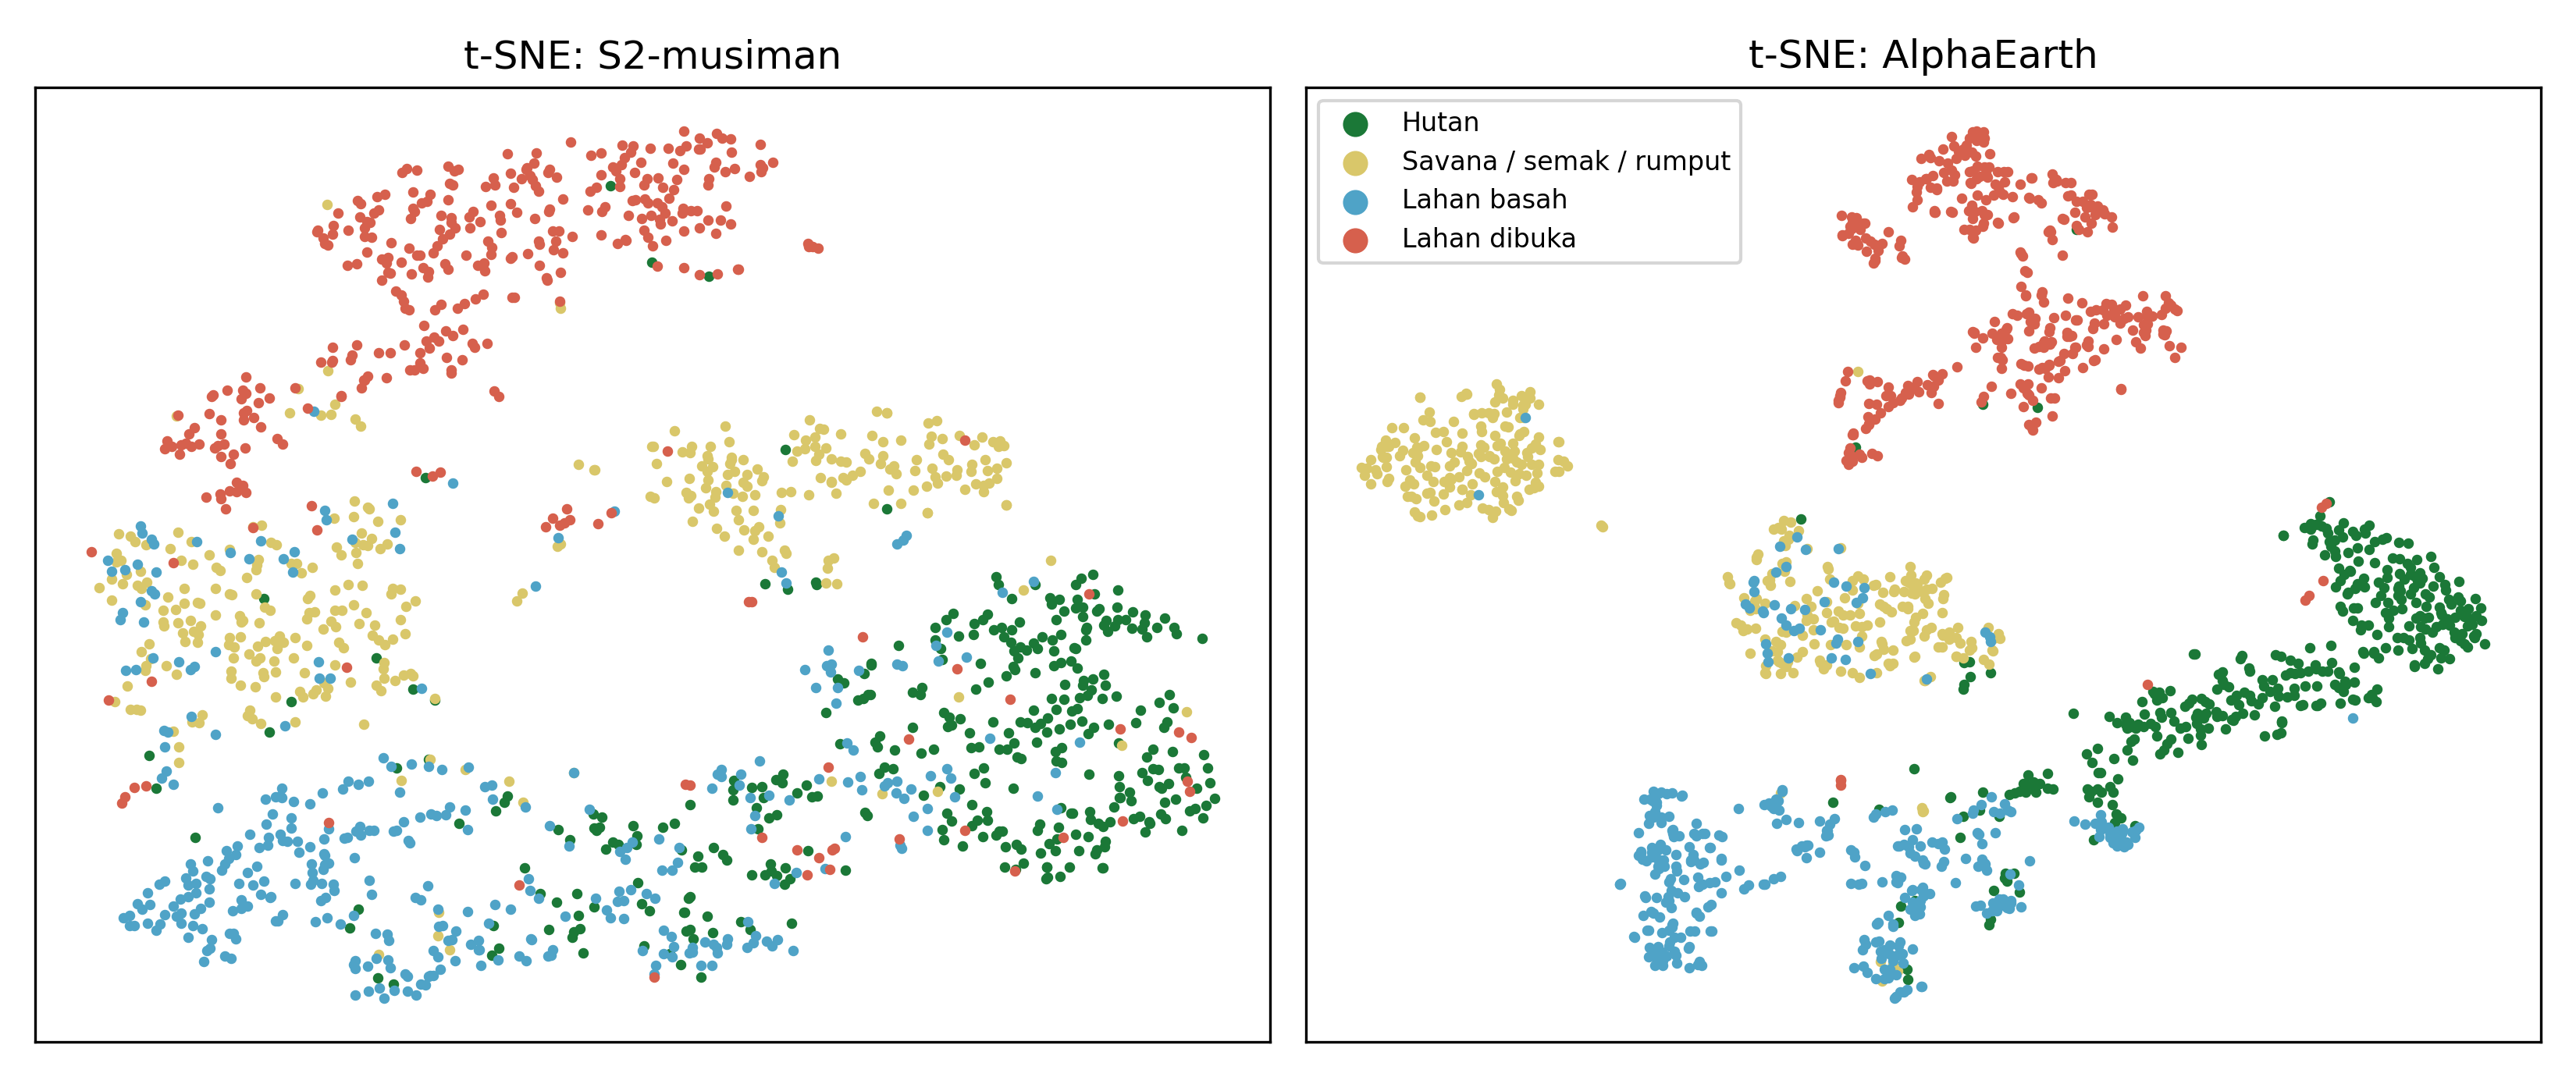 t-SNE: S2-musiman
t-SNE: AlphaEarth
Hutan
Savana / semak / rumput
Lahan basah
Lahan dibuka